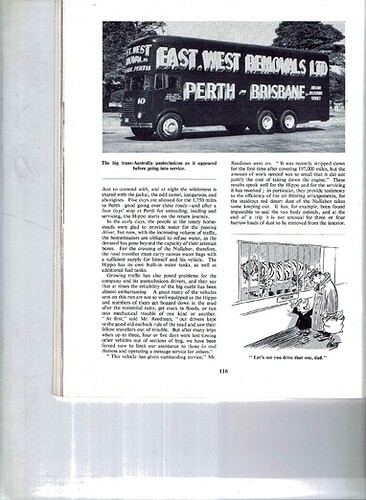 EAST, WEST
REMOVALS
PERTH
EAST, WEST REMOVALS LTD
PERTH - BRISBANE
ADELAIDE
MELBOURNE
SYDNEY
10
The big trans-Australia pantechnicon as it appeared
before going into service.
dust to contend with, and at night the wilderness is
shared with the jackal, the odd camel, kangaroos, and
aborigines. Five days are allowed for the 1,750 miles
to Perth—good going over these roads—and after a
four days' stop at Perth for unloading, loading and
servicing, the Hippo starts on the return journey.
In the early days, the people at the lonely home-
steads were glad to provide water for the passing
driver, but now, with the increasing volume of traffic,
the homesteaders are obliged to refuse water, as the
demand has gone beyond the capacity of their artesian
bores. For the crossing of the Nullabor, therefore,
the road traveller must carry canvas water bags with
a sufficient supply for himself and his vehicle. The
Hippo has its own built-in water tanks, as well as
additional fuel tanks.
Growing traffic has also posed problems for the
company and its pantechnicon drivers, and they say
that at times the reliability of the big outfit has been
almost embarrassing. A great many of the vehicles
sent on this run are not so well-equipped as the Hippo
and numbers of them get bogged down in the mud
after the torrential rains, get stuck in floods, or run
into mechanical trouble of one kind or another.
"At first," said Mr. Reedman, "our drivers kept
to the good old outback rule of the road and saw their
fellow travellers out of trouble. But after many trips
when up to three, four or five days were lost towing
other vehicles out of sections of bog, we have been
forced now to limit our assistance to those in real
distress and operating a message service for others."
"This vehicle has given outstanding service," Mr.
Reedman went on. "It was recently stripped down
for the first time after covering 197,000 miles, but the
amount of work needed was so small that it did not
justify the cost of taking down the engine." These
results speak well for the Hippo and for the servicing
it has received; in particular, they provide testimony
to the efficiency of the air-filtering arrangements, for
the insidious red desert dust of the Nullabor takes
some keeping out. It has, for example, been found
impossible to seal the van body entirely, and at the
end of a trip it is not unusual for three or four
barrow loads of dust to be removed from the interior.
"Let's see you drive that one, dad."
116